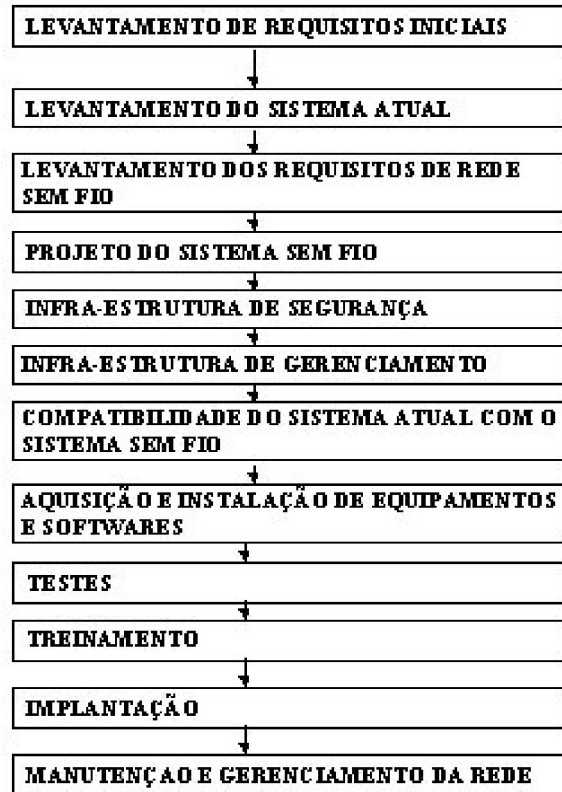 LEVANTAMENTO DE REQUISITOS INICIAIS
LEVANTAMENTO DO SISTEMA ATUAL
LEVANTAMENTO DOS REQUISITOS DE REDE
SEM FIO
PROJETO DO SISTEMA SEM FIO
INFRA-ESTRUTURA DE SEGURANÇA
INFRA-ESTRUTURA DE GERENCIAMENTO
COMPATIBILIDADE DO SISTEMA ATUAL COM O
SISTEMA SEM FIO
AQUISIÇÃO E INSTALAÇÃO DE EQUIPAMENTOS
E SOFTWARES
TESTES
TREINAMENTO
IMPLANTAÇÃO
MANUTENÇAO E GERENCIAMENTO DA REDE